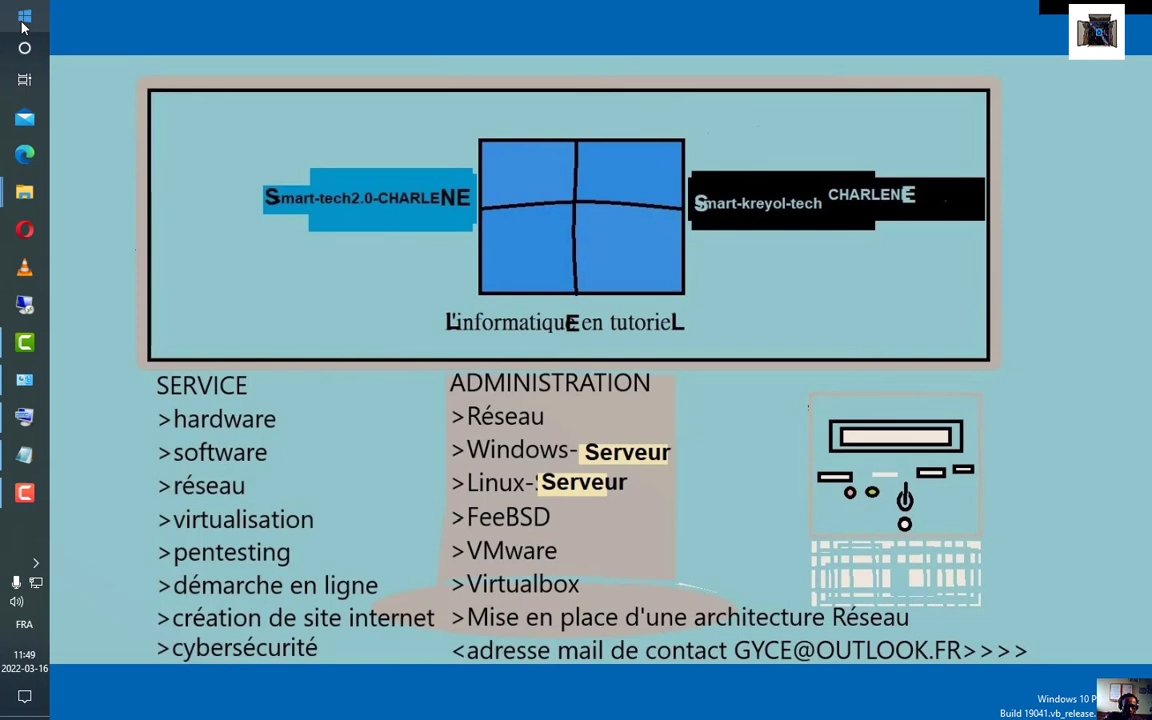 Smart-tech2.0-CHARLENE
Smart-kreyol-tech CHARLENE
L'informatiquE en tutorieL
SERVICE
>hardware
>software
>réseau
>virtualisation
>pentesting
>démarche en ligne
>création de site internet
>cybersécurité
ADMINISTRATION
>Réseau
>Windows-Serveur
>Linux-Serveur
>FeeBSD
>VMware
>Virtualbox
>Mise en place d'une architecture Réseau
<adresse mail de contact GYCE@OUTLOOK.FR>>>>
FRA
11:49
2022-03-16
Windows 10 P
Build 19041.vb_release.